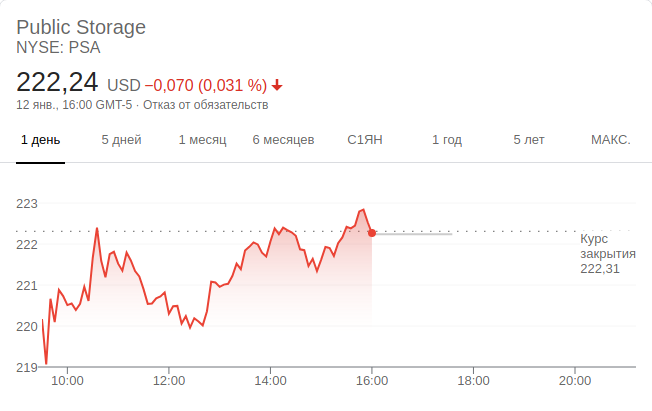 Public Storage
NYSE: PSA
222,24 USD −0,070 (0,031 %)
12 янв., 16:00 GMT-5 · Отказ от обязательств
1 день 5 дней 1 месяц 6 месяцев С1ЯН 1 год 5 лет МАКС.
223
222
221
220
219
Курс
закрытия
222,31
10:00 12:00 14:00 16:00 18:00 20:00